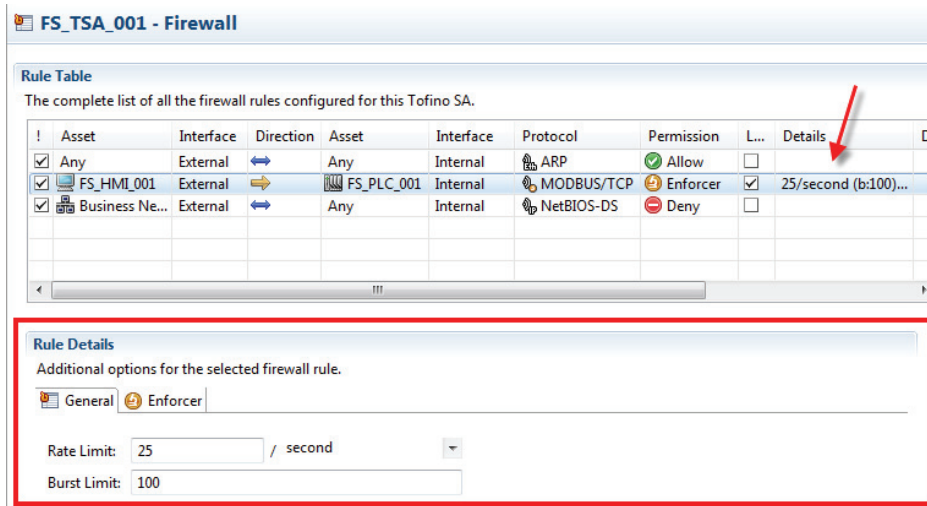 FS_TSA_001 - Firewall
Rule Table
The complete list of all the firewall rules configured for this Tofino SA.
! Asset Interface Direction Asset Interface Protocol Permission L... Details D
Any External Any Internal ARP Allow
FS_HMI_001 External FS_PLC_001 Internal MODBUS/TCP Enforcer 25/second (b:100)...
Business Ne... External Any Internal NetBIOS-DS Deny
Rule Details
Additional options for the selected firewall rule.
General Enforcer
Rate Limit: 25 / second
Burst Limit: 100